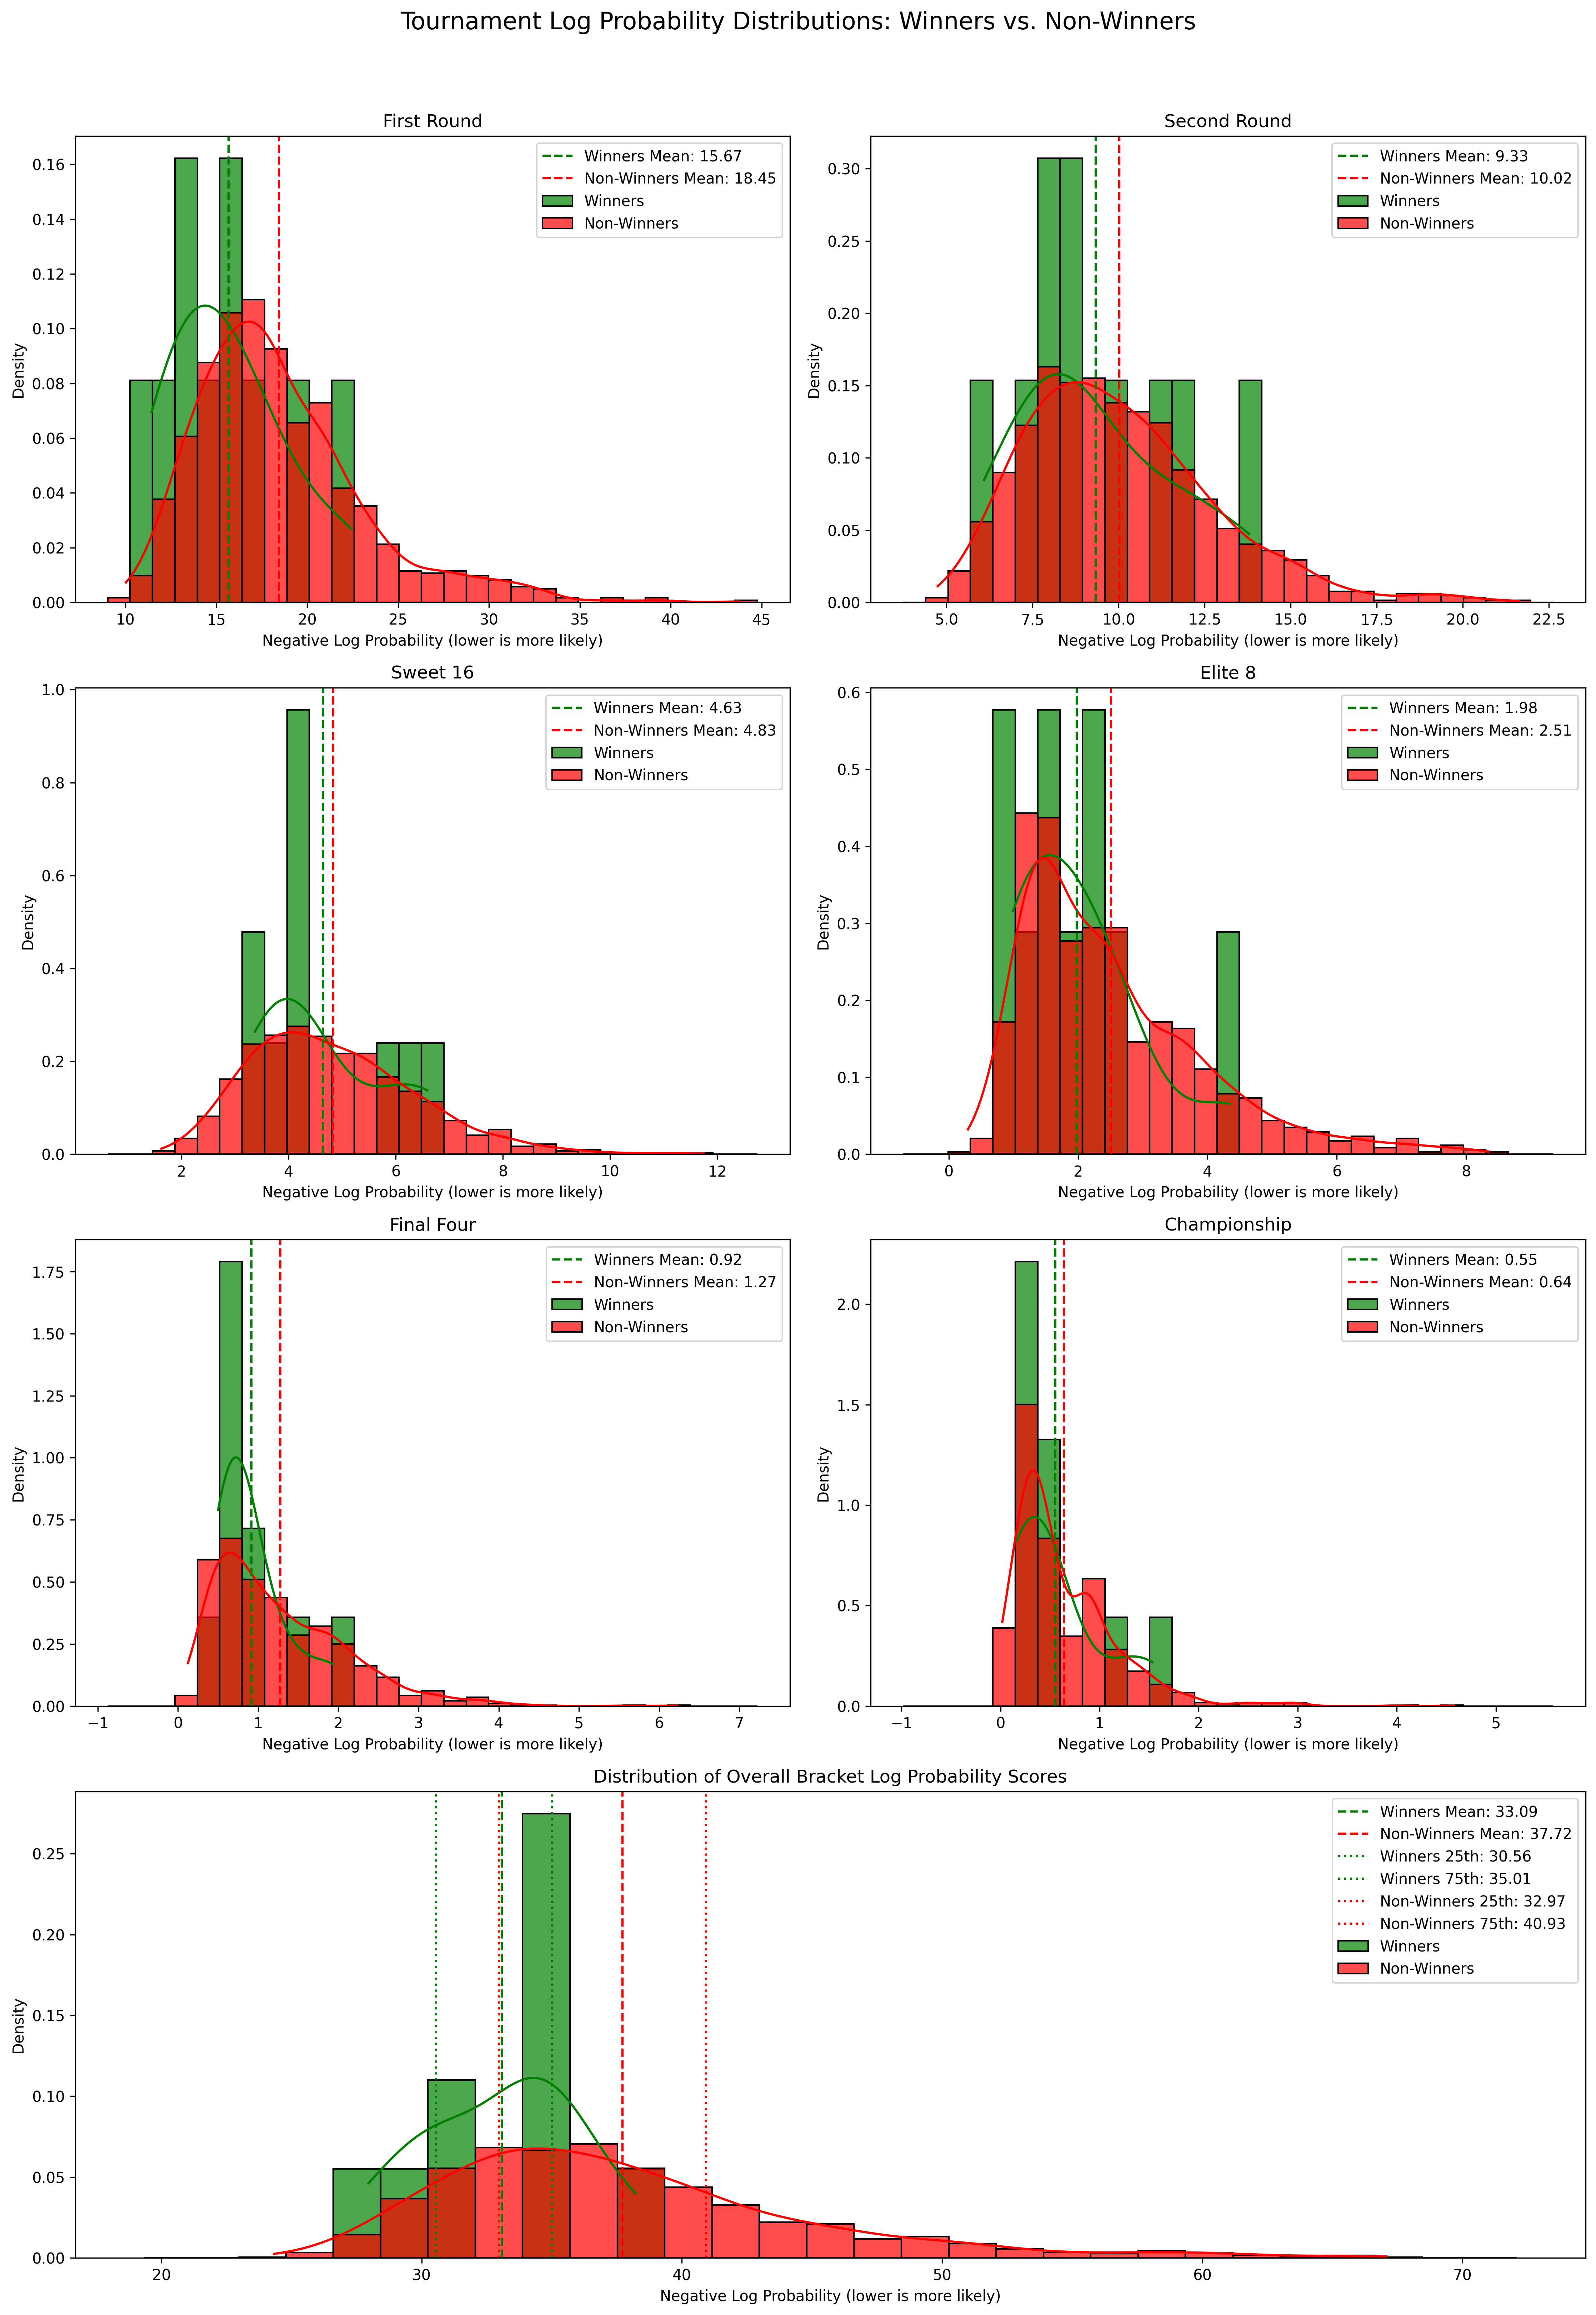 Tournament Log Probability Distributions: Winners vs. Non-Winners
First Round
Winners Mean: 15.67
Non-Winners Mean: 18.45
Winners
Non-Winners
Density
0.16
0.14
0.12
0.10
0.08
0.06
0.04
0.02
0.00
10 15 20 25 30 35 40 45
Negative Log Probability (lower is more likely)
Second Round
Winners Mean: 9.33
Non-Winners Mean: 10.02
Winners
Non-Winners
Density
0.30
0.25
0.20
0.15
0.10
0.05
0.00
5.0 7.5 10.0 12.5 15.0 17.5 20.0 22.5
Negative Log Probability (lower is more likely)
Sweet 16
Winners Mean: 4.63
Non-Winners Mean: 4.83
Winners
Non-Winners
Density
1.0
0.8
0.6
0.4
0.2
0.0
2 4 6 8 10 12
Negative Log Probability (lower is more likely)
Elite 8
Winners Mean: 1.98
Non-Winners Mean: 2.51
Winners
Non-Winners
Density
0.6
0.5
0.4
0.3
0.2
0.1
0.0
0 2 4 6 8
Negative Log Probability (lower is more likely)
Final Four
Winners Mean: 0.92
Non-Winners Mean: 1.27
Winners
Non-Winners
Density
1.75
1.50
1.25
1.00
0.75
0.50
0.25
0.00
−1 0 1 2 3 4 5 6 7
Negative Log Probability (lower is more likely)
Championship
Winners Mean: 0.55
Non-Winners Mean: 0.64
Winners
Non-Winners
Density
2.0
1.5
1.0
0.5
0.0
−1 0 1 2 3 4 5
Negative Log Probability (lower is more likely)
Distribution of Overall Bracket Log Probability Scores
Winners Mean: 33.09
Non-Winners Mean: 37.72
Winners 25th: 30.56
Winners 75th: 35.01
Non-Winners 25th: 32.97
Non-Winners 75th: 40.93
Winners
Non-Winners
Density
0.25
0.20
0.15
0.10
0.05
0.00
20 30 40 50 60 70
Negative Log Probability (lower is more likely)